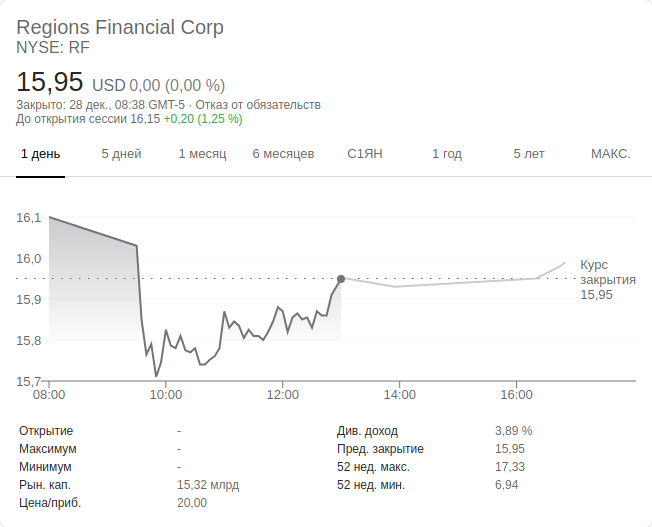 Regions Financial Corp
NYSE: RF
15,95 USD 0,00 (0,00 %)
Закрыто: 28 дек., 08:38 GMT-5 · Отказ от обязательств
До открытия сессии 16,15 +0,20 (1,25 %)
1 день 5 дней 1 месяц 6 месяцев С1ЯН 1 год 5 лет МАКС.
16,1
16,0
15,9
15,8
15,7
Курс
закрытия
15,95
08:00 10:00 12:00 14:00 16:00
Открытие - Див. доход 3,89 %
Максимум - Пред. закрытие 15,95
Минимум - 52 нед. макс. 17,33
Рын. кап. 15,32 млрд 52 нед. мин. 6,94
Цена/приб. 20,00